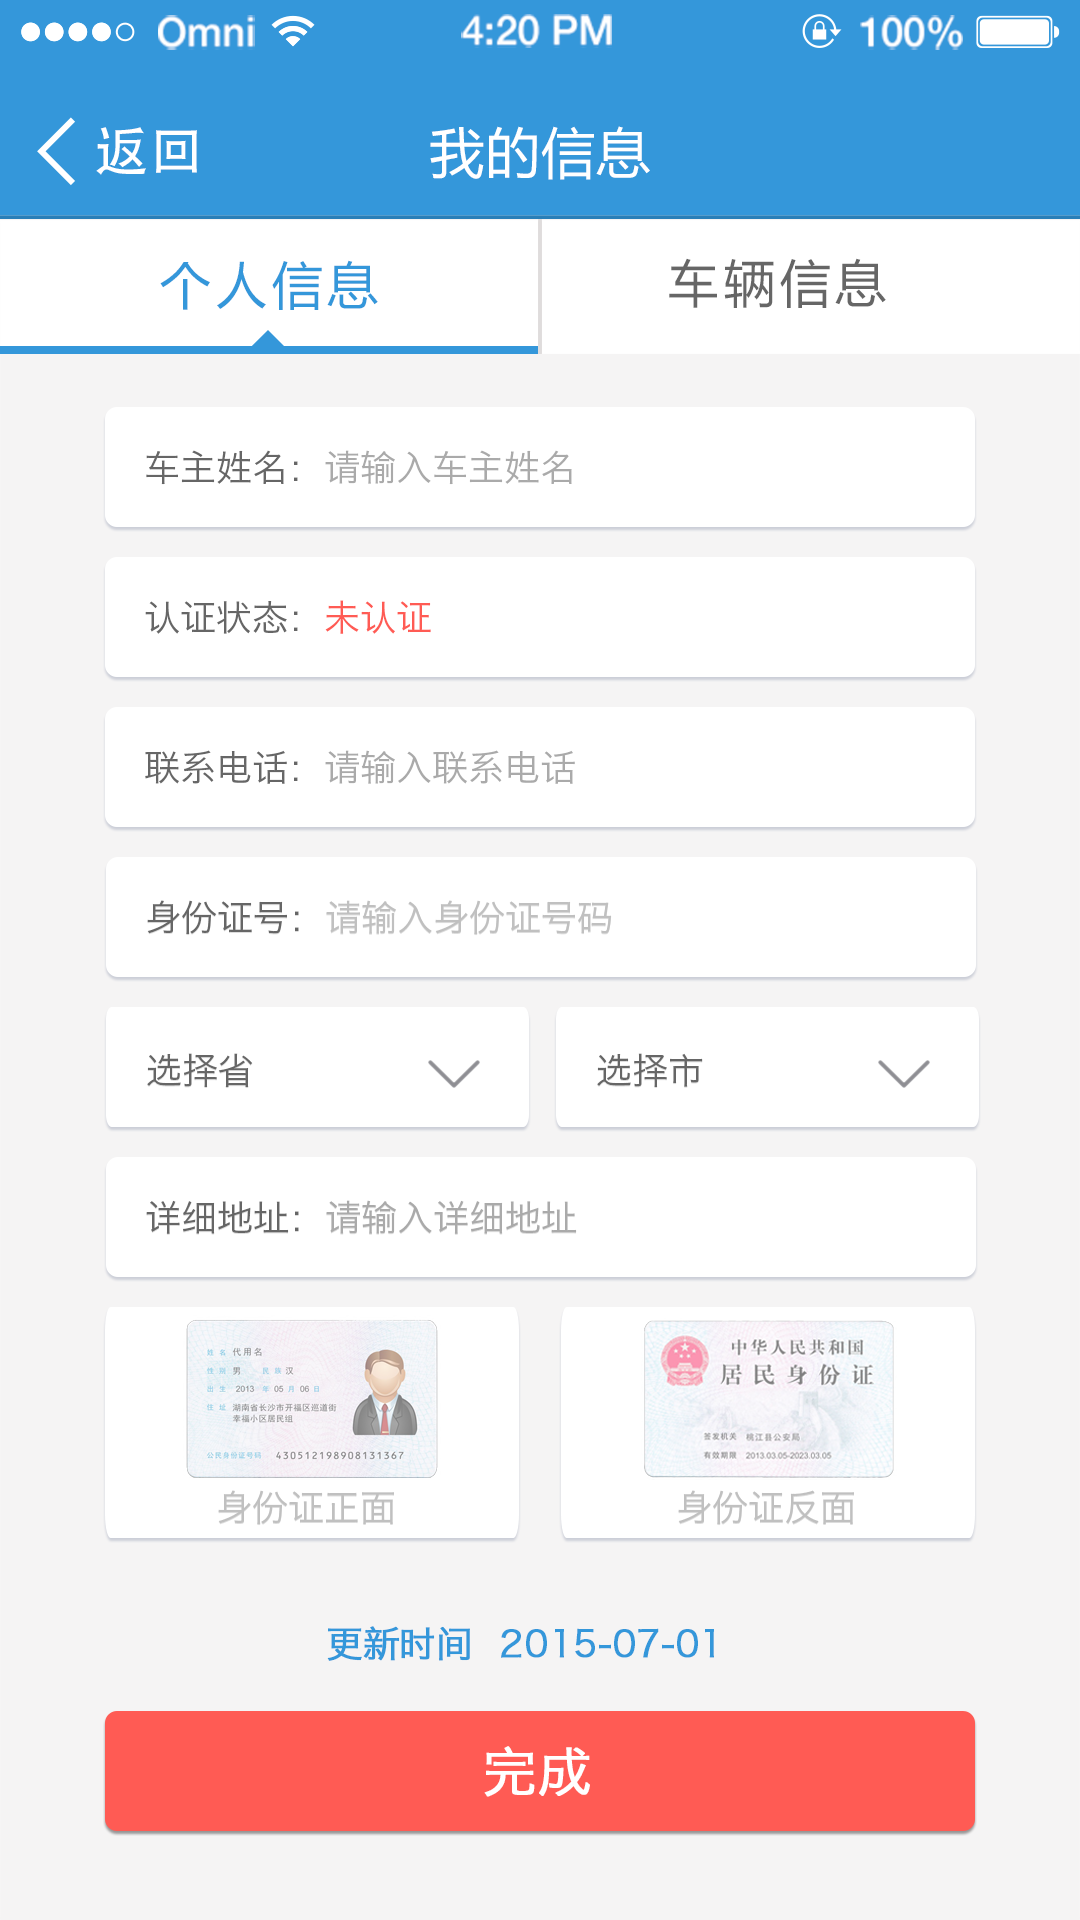 Omni 4:20 PM 100%
返回 我的信息
个人信息 车辆信息
车主姓名： 请输入车主姓名
认证状态： 未认证
联系电话： 请输入联系电话
身份证号： 请输入身份证号码
选择省 选择市
详细地址： 请输入详细地址
姓 名 代用名
性 别 男 民 族 汉
出 生 2013 年 05 月 06 日
住 址 湖南省长沙市开福区巡道街
幸福小区居民组
公民身份证号码 430512198908131367
身份证正面
中华人民共和国
居民身份证
签发机关 桃江县公安局
有效期限 2013.03.05-2023.03.05
身份证反面
更新时间 2015-07-01
完成